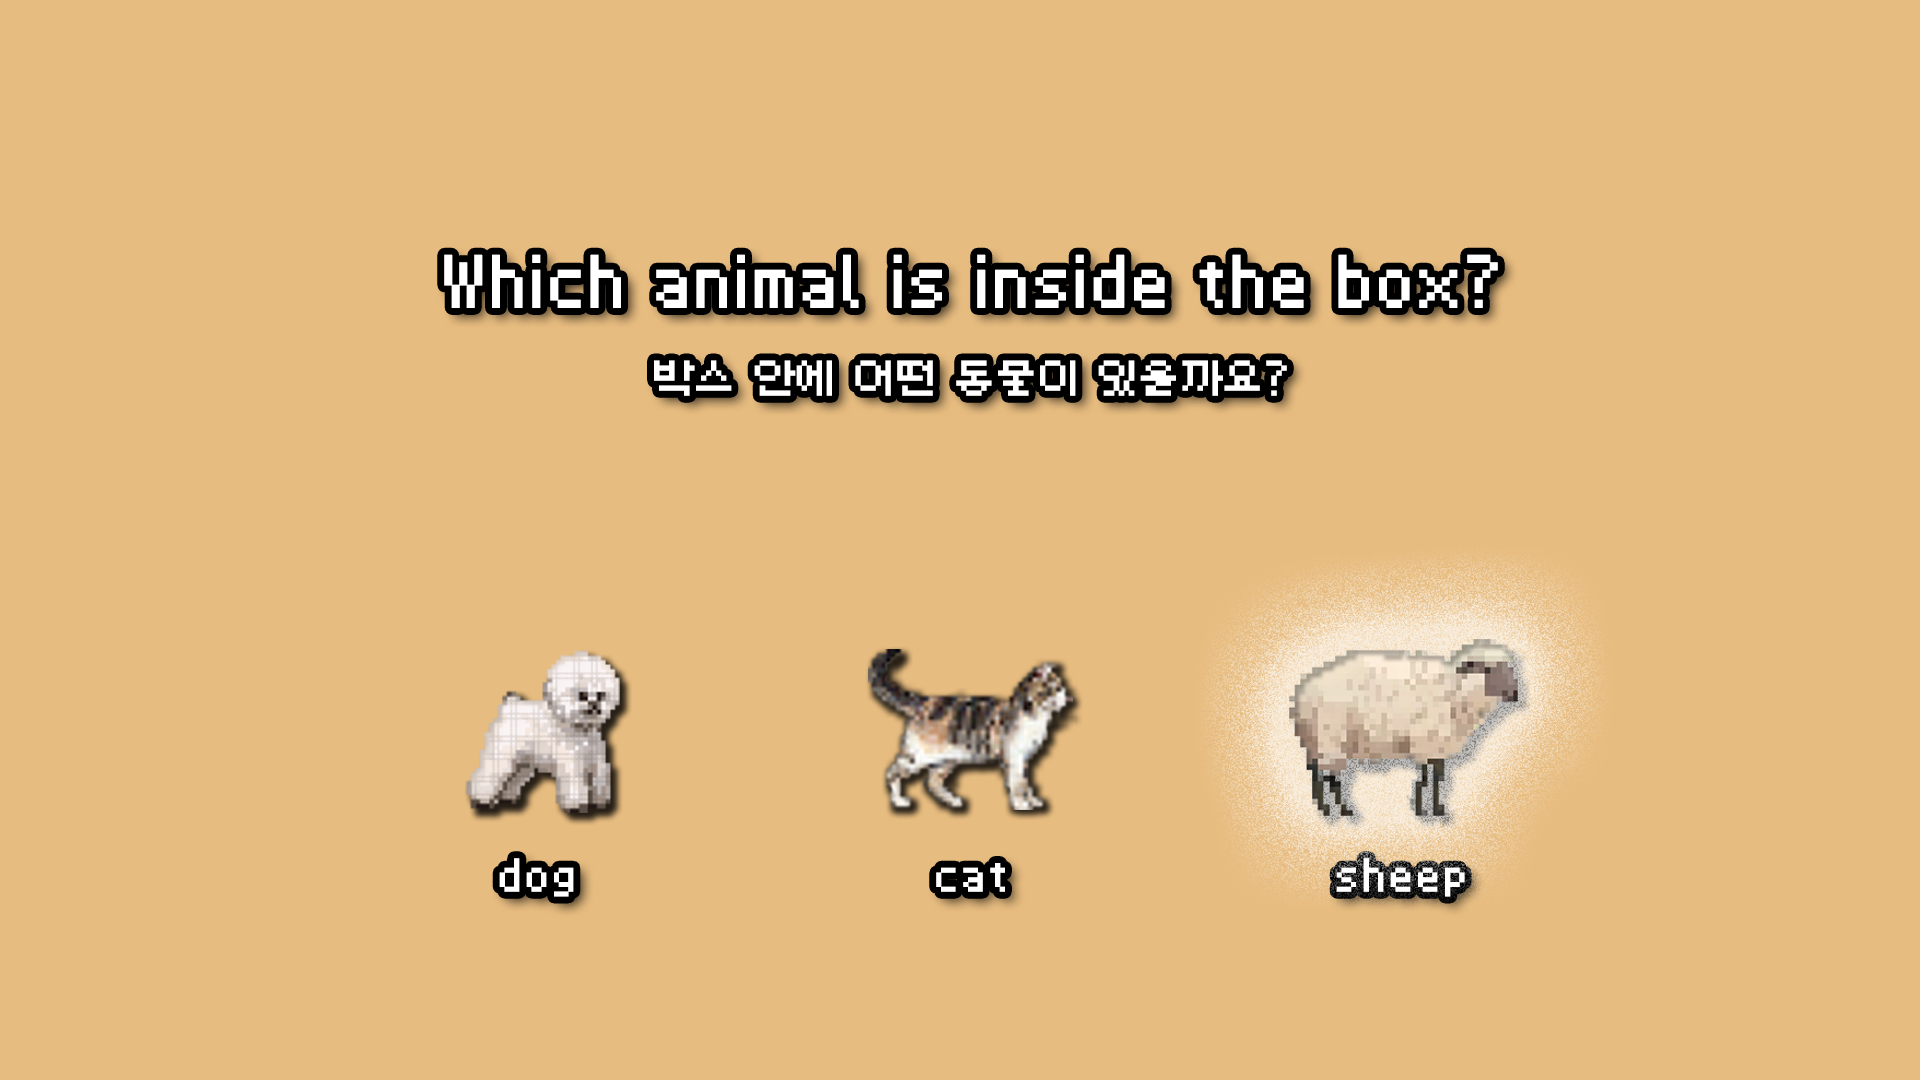 Which animal is inside the box?
박스 안에 어떤 동물이 있을까요?
dog
cat
sheep